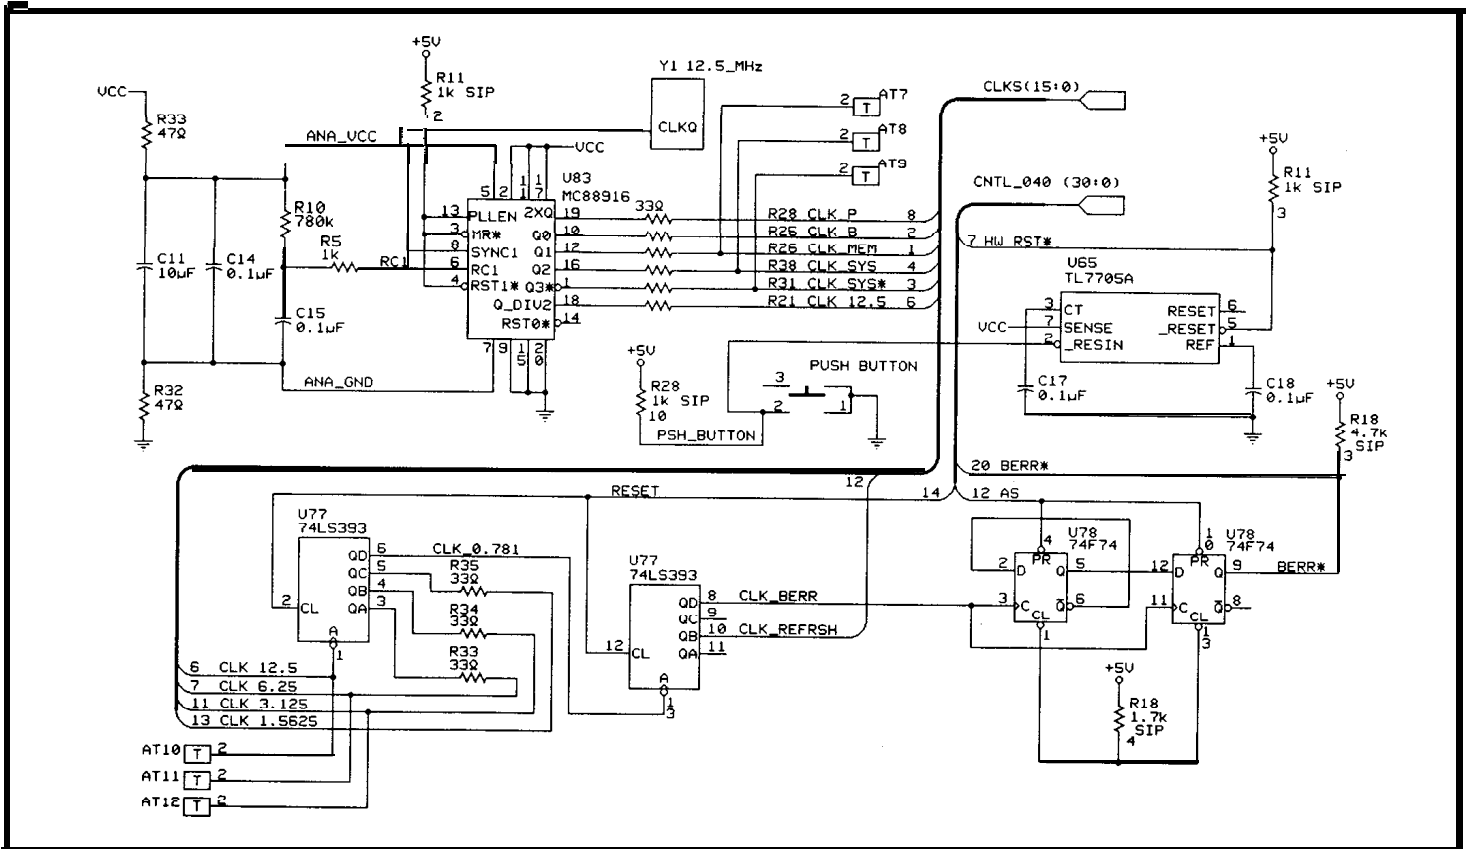 +5V
R11
1k SIP
2
Y1 12.5_MHz
CLKQ
VCC
R33
47Ω
ANA_VCC
VCC
U83
MC88916
5 2 1 1 1 7
13 PLLEN 2XQ 19
3 MR* Q0 10
8 SYNC1 Q1 12
6 RC1 Q2 16
4 RST1* Q3* 1
Q_DIV2 18
RST0* 14
7 9 1 5 2 0
R10
780k
R5
1k
RC1
C11
10µF
C14
0.1µF
C15
0.1µF
R32
47Ω
ANA_GND
33Ω
R28 CLK_P 8
R26 CLK_MEM 1
R38 CLK_SYS 4
R31 CLK_SYS* 3
R21 CLK 12.5 6
2 T AT7
2 T AT8
2 T AT9
CLKS(15:0)
CNTL_040 (30:0)
7 HW RST*
+5V
R11
1k SIP
3
U65
TL7705A
3 CT RESET 6
VCC 7 SENSE _RESET 5
2 _RESIN REF 1
C17
0.1µF
C18
0.1µF
+5V
R28
1k SIP
10
PSH_BUTTON
PUSH BUTTON
3
2 1
+5V
R18
4.7k
SIP
3
20 BERR*
12
14
12 AS
RESET
U77
74LS393
QD 6
QC 5
QB 4
QA 3
2 CL
A
1
CLK_0.781
R35
33Ω
R34
33Ω
R33
33Ω
U77
74LS393
QD 8
QC 9
QB 10
QA 11
12 CL
A
1
3
CLK_BERR
CLK_REFRSH
U78
74F74
4
PR
2 D Q 5
3 C Q 6
CL
1
U78
74F74
1
0
PR
12 D Q 9
11 C Q 8
CL
1
3
BERR*
+5V
R18
1.7k
SIP
4
6 CLK 12.5
7 CLK 6.25
11 CLK 3.125
13 CLK 1.5625
AT10 T 2
AT11 T 2
AT12 T 2